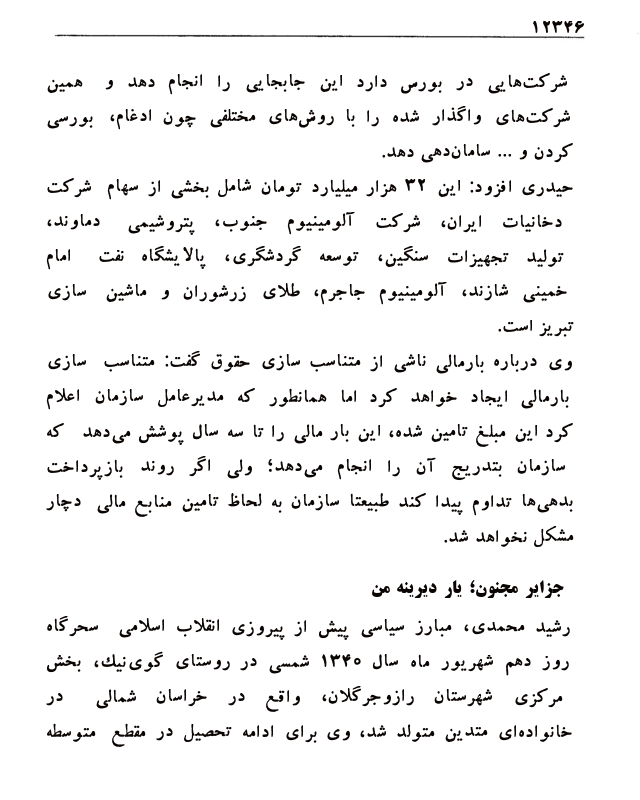 ۱۲۳۴۶
شرکت‌هایی در بورس دارد این جابجایی را انجام دهد و همین
شرکت‌های واگذار شده را با روش‌های مختلفی چون ادغام، بورسی
کردن و ... سامان‌دهی دهد.
حیدری افزود: این ۳۲ هزار میلیارد تومان شامل بخشی از سهام شرکت
دخانیات ایران، شرکت آلومینیوم جنوب، پتروشیمی دماوند،
تولید تجهیزات سنگین، توسعه گردشگری، پالایشگاه نفت امام
خمینی شازند، آلومینیوم جاجرم، طلای زرشوران و ماشین سازی
تبریز است.
وی درباره بارمالی ناشی از متناسب سازی حقوق گفت: متناسب سازی
بارمالی ایجاد خواهد کرد اما همانطور که مدیرعامل سازمان اعلام
کرد این مبلغ تامین شده، این بار مالی را تا سه سال پوشش می‌دهد که
سازمان بتدریج آن را انجام می‌دهد؛ ولی اگر روند بازپرداخت
بدهی‌ها تداوم پیدا کند طبیعتا سازمان به لحاظ تامین منابع مالی دچار
مشکل نخواهد شد.
جزایر مجنون؛ یار دیرینه من
رشید محمدی، مبارز سیاسی پیش از پیروزی انقلاب اسلامی سحرگاه
روز دهم شهریور ماه سال ۱۳۴۰ شمسی در روستای گوی‌نیك، بخش
مرکزی شهرستان رازوجرگلان، واقع در خراسان شمالی در
خانواده‌ای متدین متولد شد، وی برای ادامه تحصیل در مقطع متوسطه